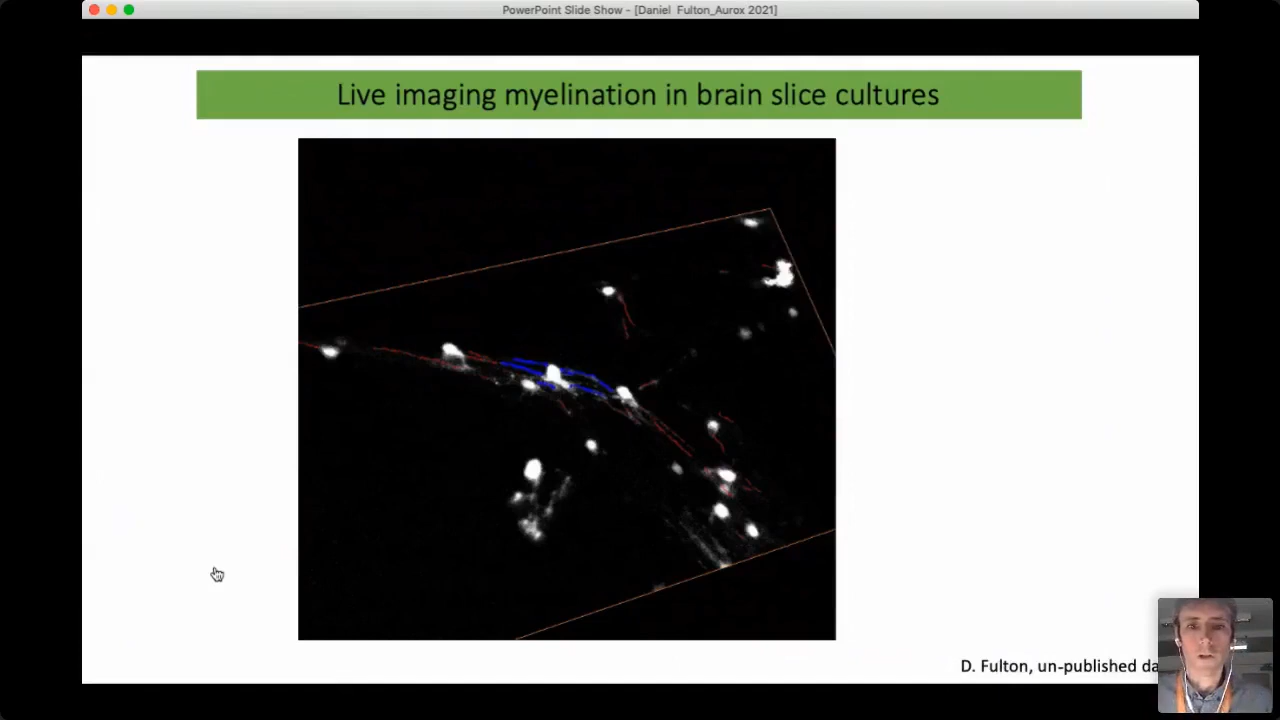 PowerPoint Slide Show - [Daniel Fulton_Aurox 2021]
Live imaging myelination in brain slice cultures
D. Fulton, un-published da